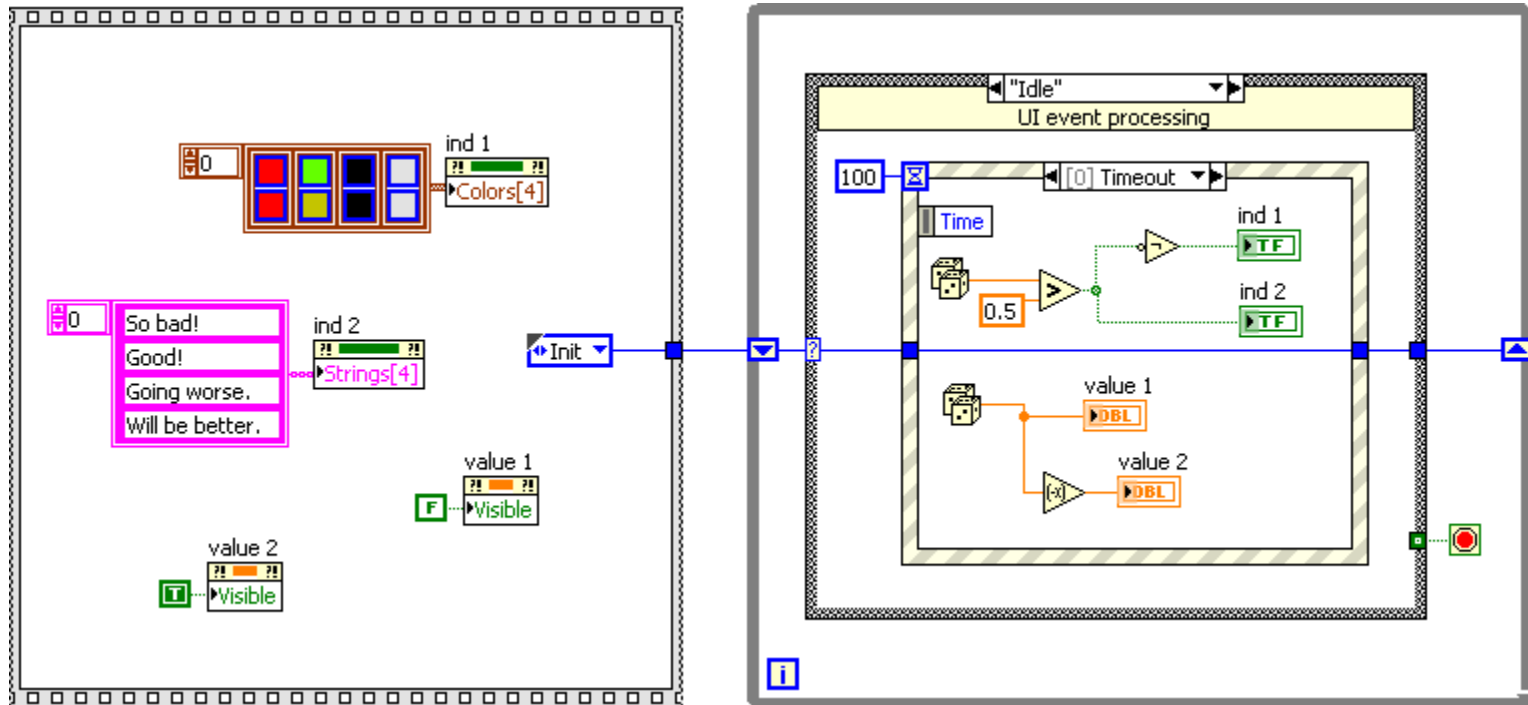 ind 1
0
Colors[4]
0
So bad!
Good!
Going worse.
Will be better.
ind 2
Strings[4]
Init
value 1
F
Visible
value 2
T
Visible
"Idle"
UI event processing
100
[0] Timeout
Time
ind 1
TF
>
0.5
ind 2
TF
?
value 1
DBL
value 2
(-x)
DBL
i